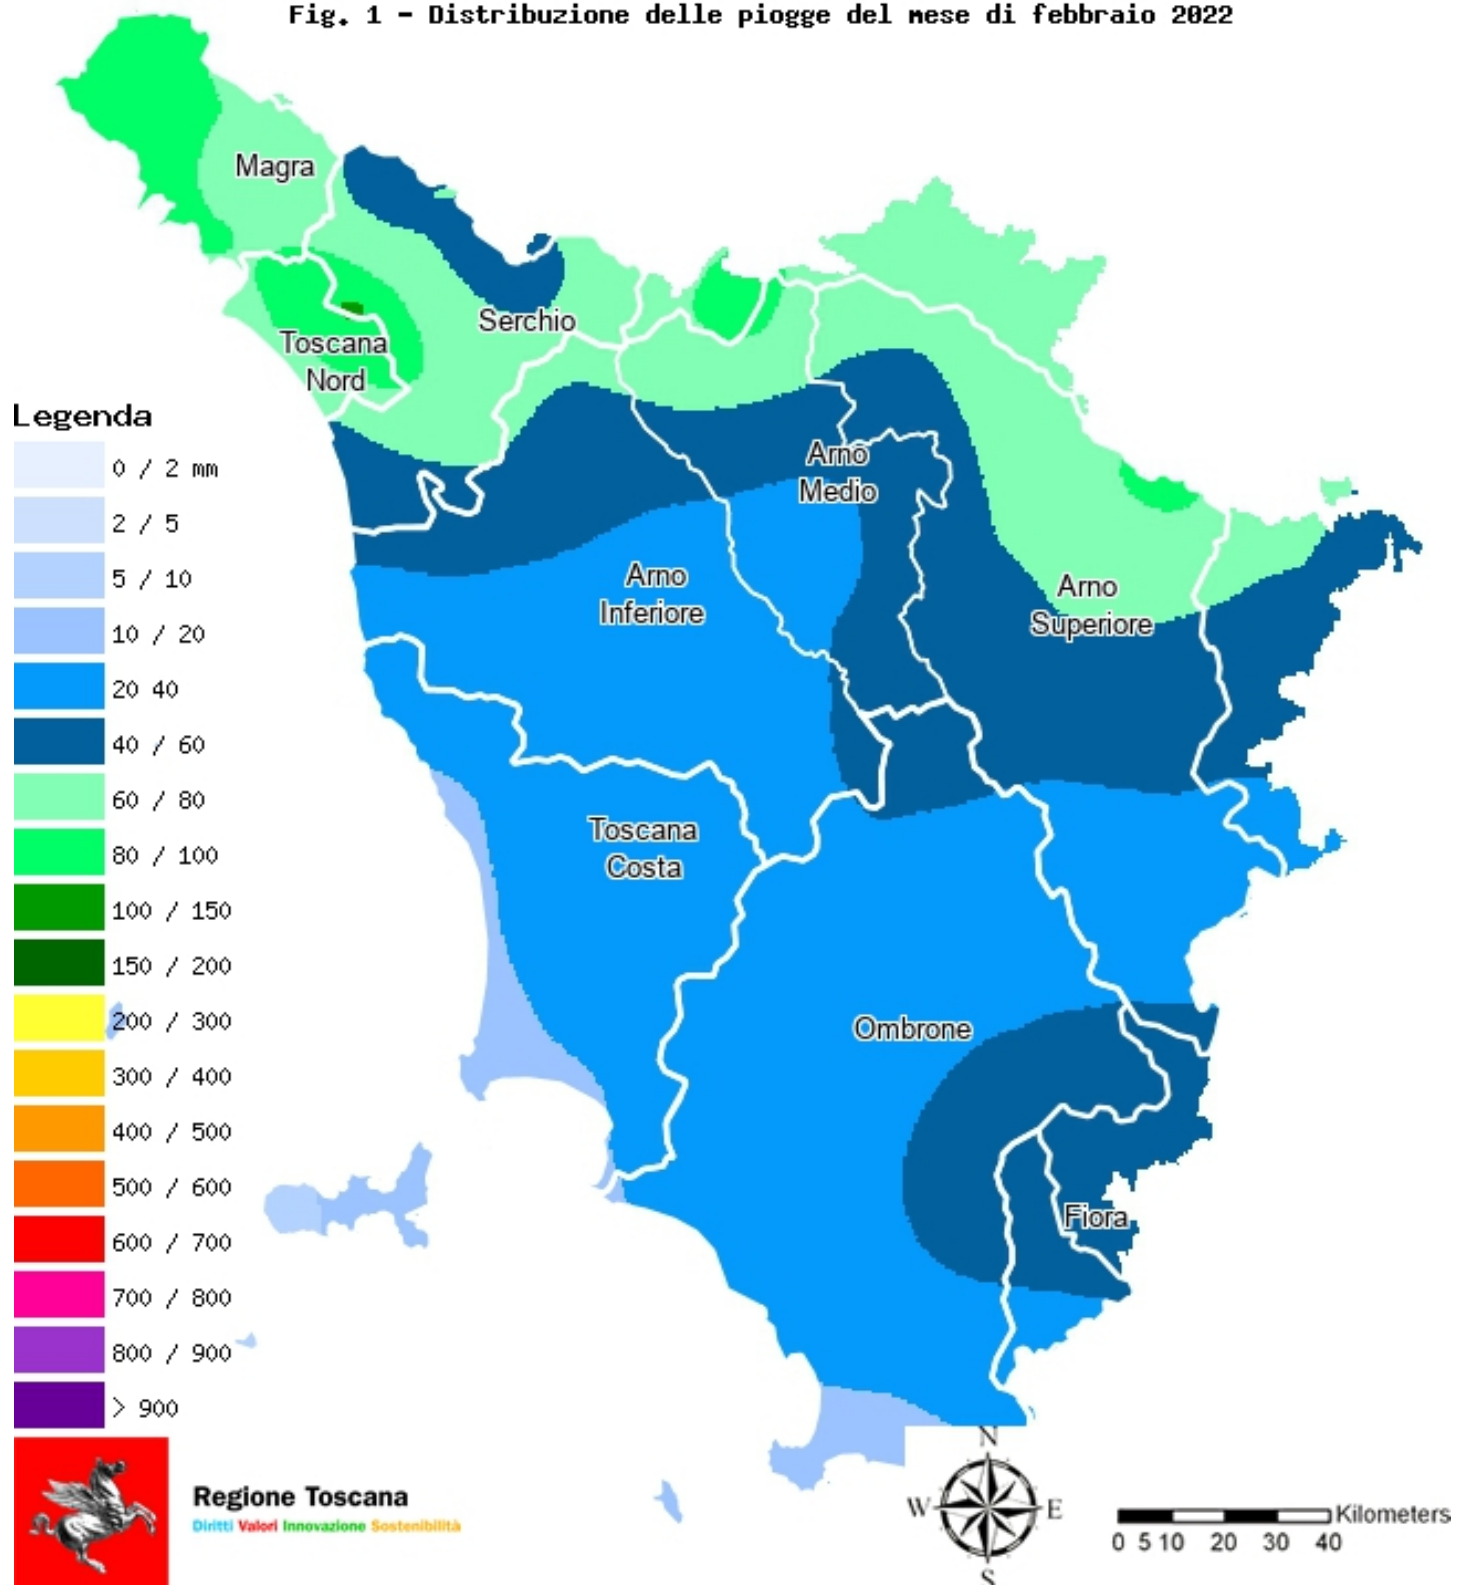 Fig. 1 - Distribuzione delle piogge del mese di febbraio 2022
Magra
Serchio
Toscana
Nord
Legenda
0 / 2 mm
2 / 5
5 / 10
10 / 20
20 40
40 / 60
60 / 80
80 / 100
100 / 150
150 / 200
200 / 300
300 / 400
400 / 500
500 / 600
600 / 700
700 / 800
800 / 900
> 900
Arno
Medio
Arno
Inferiore
Arno
Superiore
Toscana
Costa
Ombrone
Fiora
Regione Toscana
Diritti Valori Innovazione Sostenibilità
N
W E
S
Kilometers
0 5 10 20 30 40